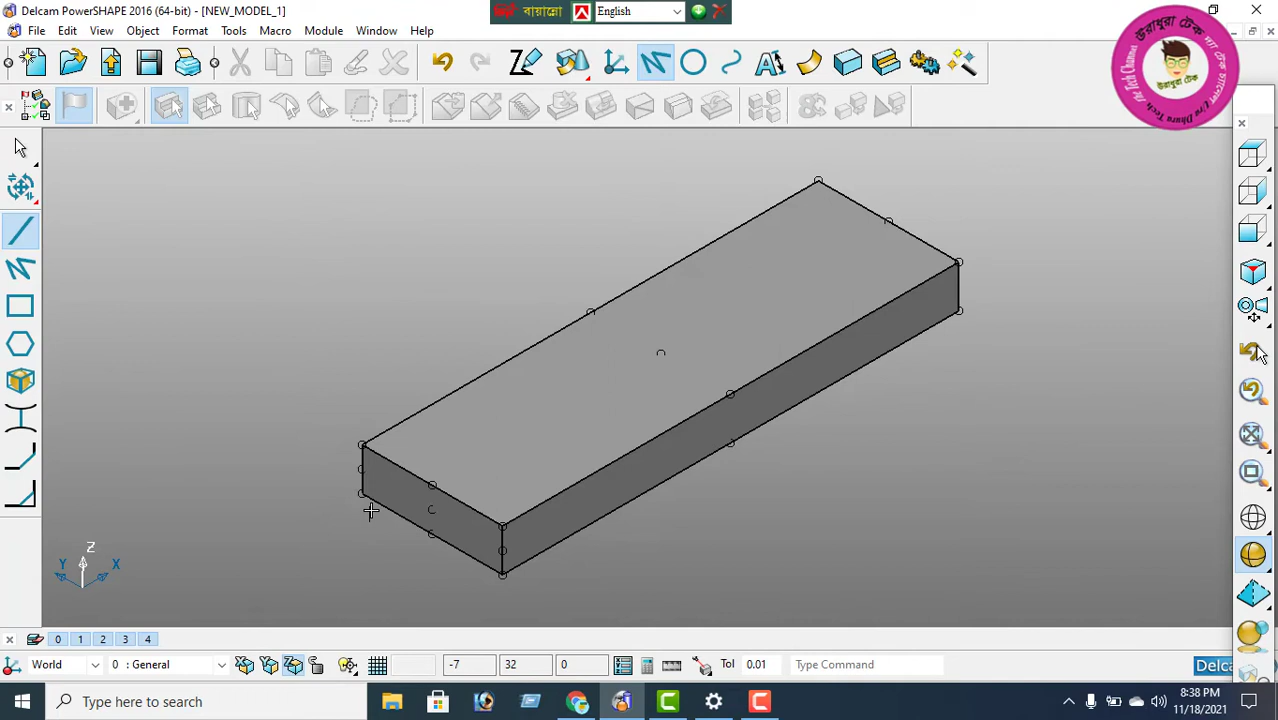 Delcam PowerSHAPE 2016 (64-bit) - [NEW_MODEL_1]
বায়ান্নো
English
File Edit View Object Format Tools Macro Module Window Help
Z
Y
X
0 1 2 3 4
World
0 : General
-7
32
0
Tol 0.01
Type Command
Delca
Type here to search
8:38 PM
11/18/2021